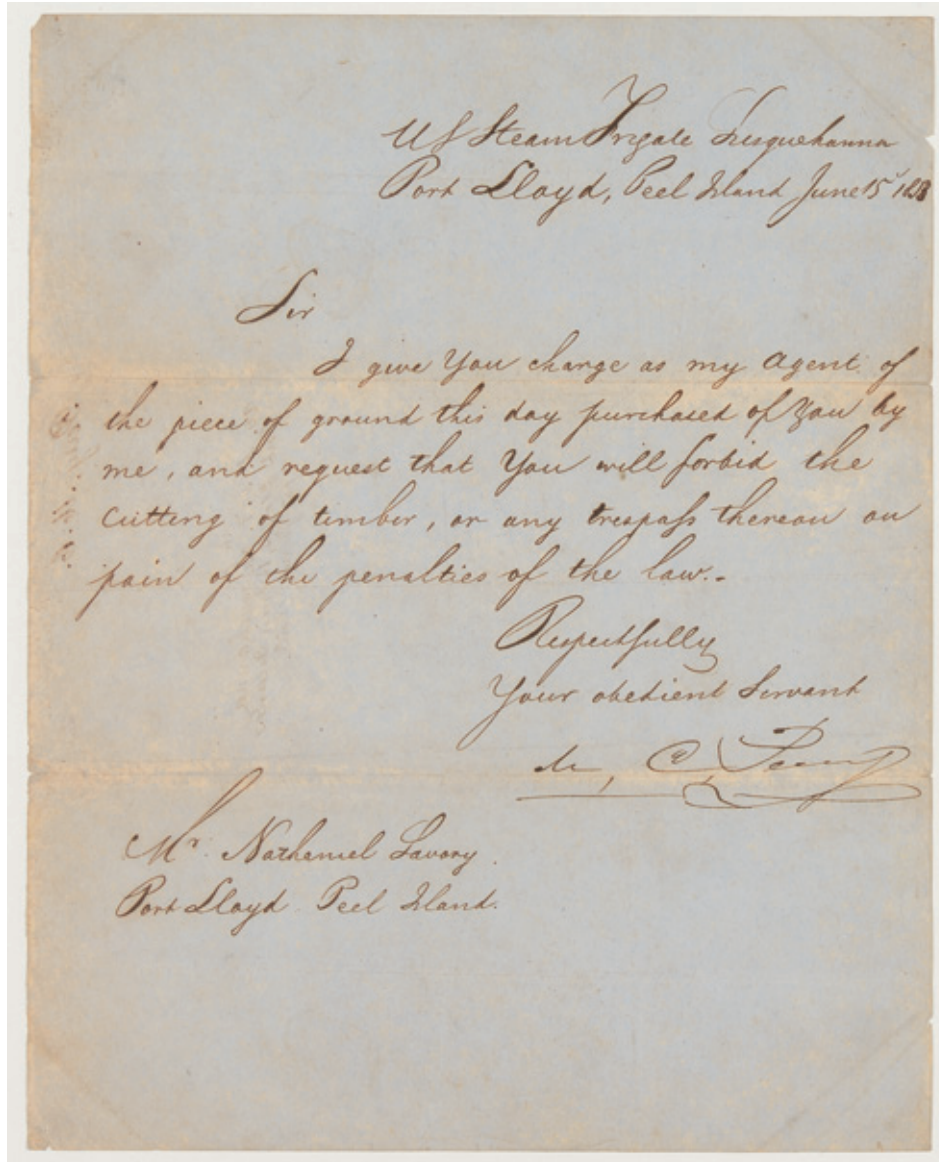 US Steam Frigate Susquehanna
Port Lloyd, Peel Island June 15 1853
Sir
I give You charge as my Agent of
the piece of ground this day purchased of You by
me, and request that You will forbid the
Cutting of timber, or any trespass thereon on
pain of the penalties of the law.-
Respectfully
Your obedient Servant
M, C, Perry
Mr. Nathaniel Savory
Port Lloyd Peel Island.